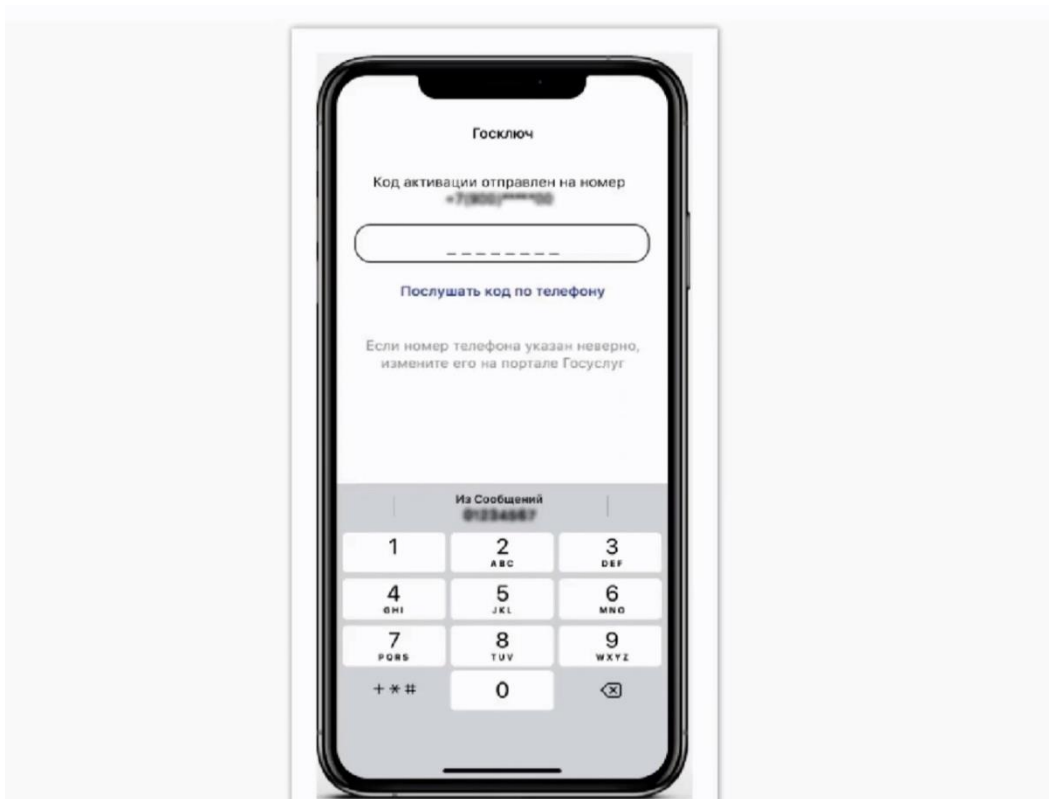 Госключ
Код активации отправлен на номер
_ _ _ _ _ _ _ _
Послушать код по телефону
Если номер телефона указан неверно,
измените его на портале Госуслуг
Из Сообщений
1
2
3
ABC
DEF
4
5
6
GHI
JKL
MNO
7
8
9
PQRS
TUV
WXYZ
+ * #
0